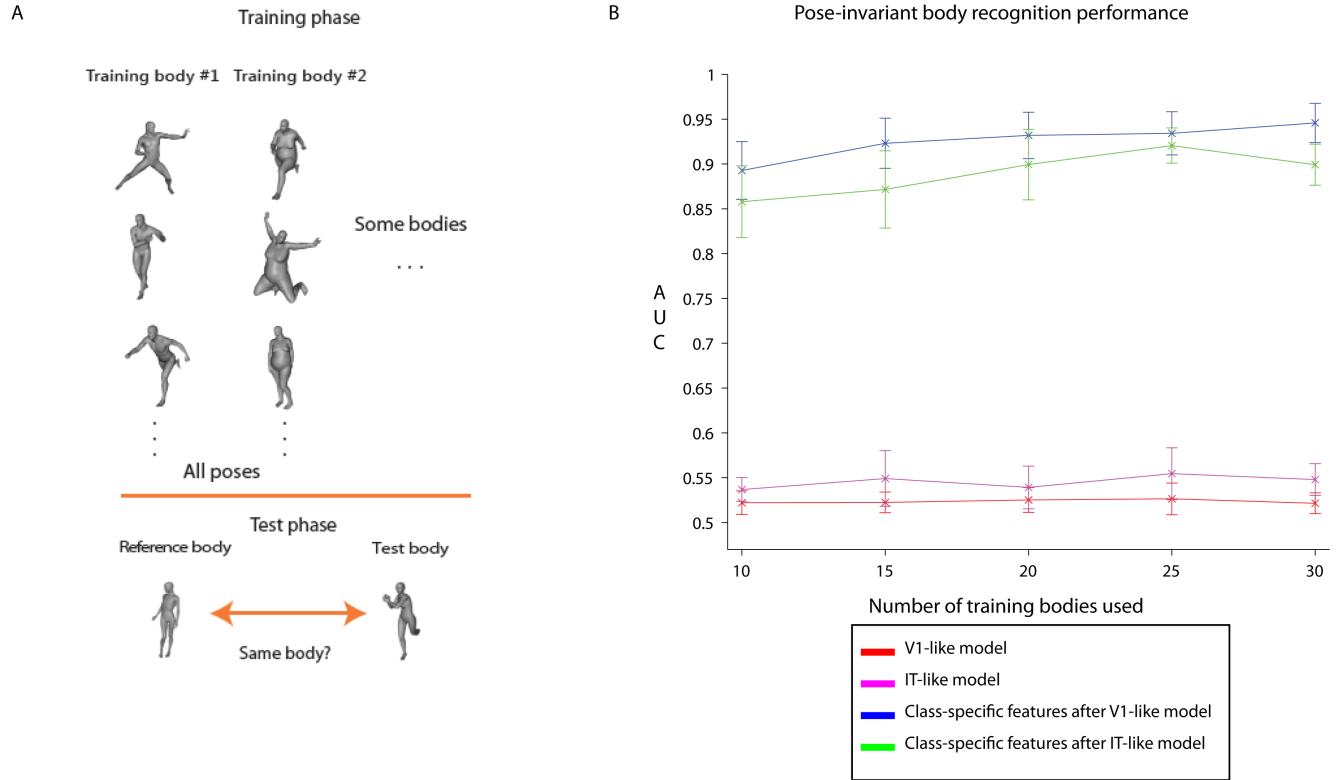 A
Training phase
Training body #1
Training body #2
Some bodies
. . .
All poses
Test phase
Reference body
Test body
Same body?
B
Pose-invariant body recognition performance
1
0.95
0.9
0.85
0.8
0.75
0.7
0.65
0.6
0.55
0.5
A
U
C
10
15
20
25
30
Number of training bodies used
V1-like model
IT-like model
Class-specific features after V1-like model
Class-specific features after IT-like model